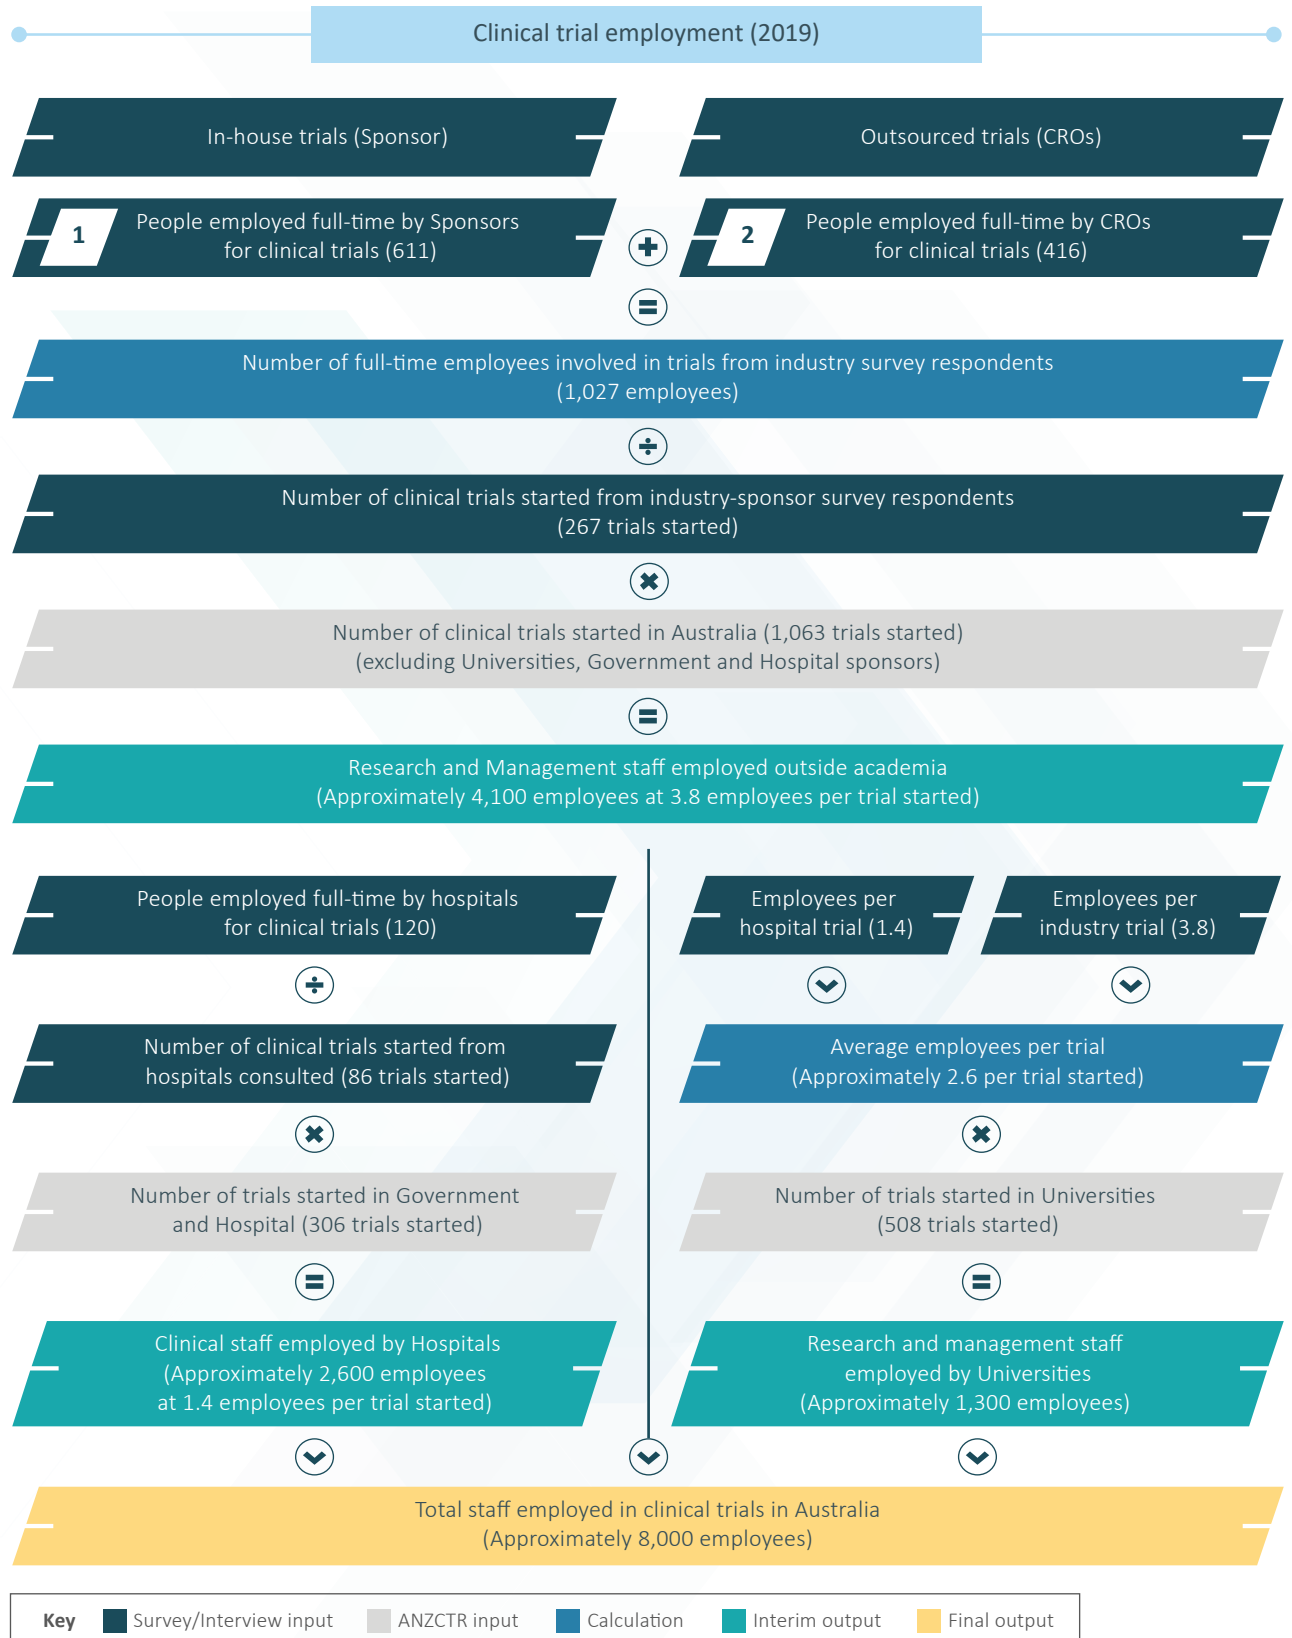 Clinical trial employment (2019)
In-house trials (Sponsor)
Outsourced trials (CROs)
1
People employed full-time by Sponsors
for clinical trials (611)
2
People employed full-time by CROs
for clinical trials (416)
Number of full-time employees involved in trials from industry survey respondents
(1,027 employees)
Number of clinical trials started from industry-sponsor survey respondents
(267 trials started)
Number of clinical trials started in Australia (1,063 trials started)
(excluding Universities, Government and Hospital sponsors)
Research and Management staff employed outside academia
(Approximately 4,100 employees at 3.8 employees per trial started)
People employed full-time by hospitals
for clinical trials (120)
Number of clinical trials started from
hospitals consulted (86 trials started)
Number of trials started in Government
and Hospital (306 trials started)
Clinical staff employed by Hospitals
(Approximately 2,600 employees
at 1.4 employees per trial started)
Employees per
hospital trial (1.4)
Employees per
industry trial (3.8)
Average employees per trial
(Approximately 2.6 per trial started)
Number of trials started in Universities
(508 trials started)
Research and management staff
employed by Universities
(Approximately 1,300 employees)
Total staff employed in clinical trials in Australia
(Approximately 8,000 employees)
Key Survey/Interview input ANZCTR input Calculation Interim output Final output